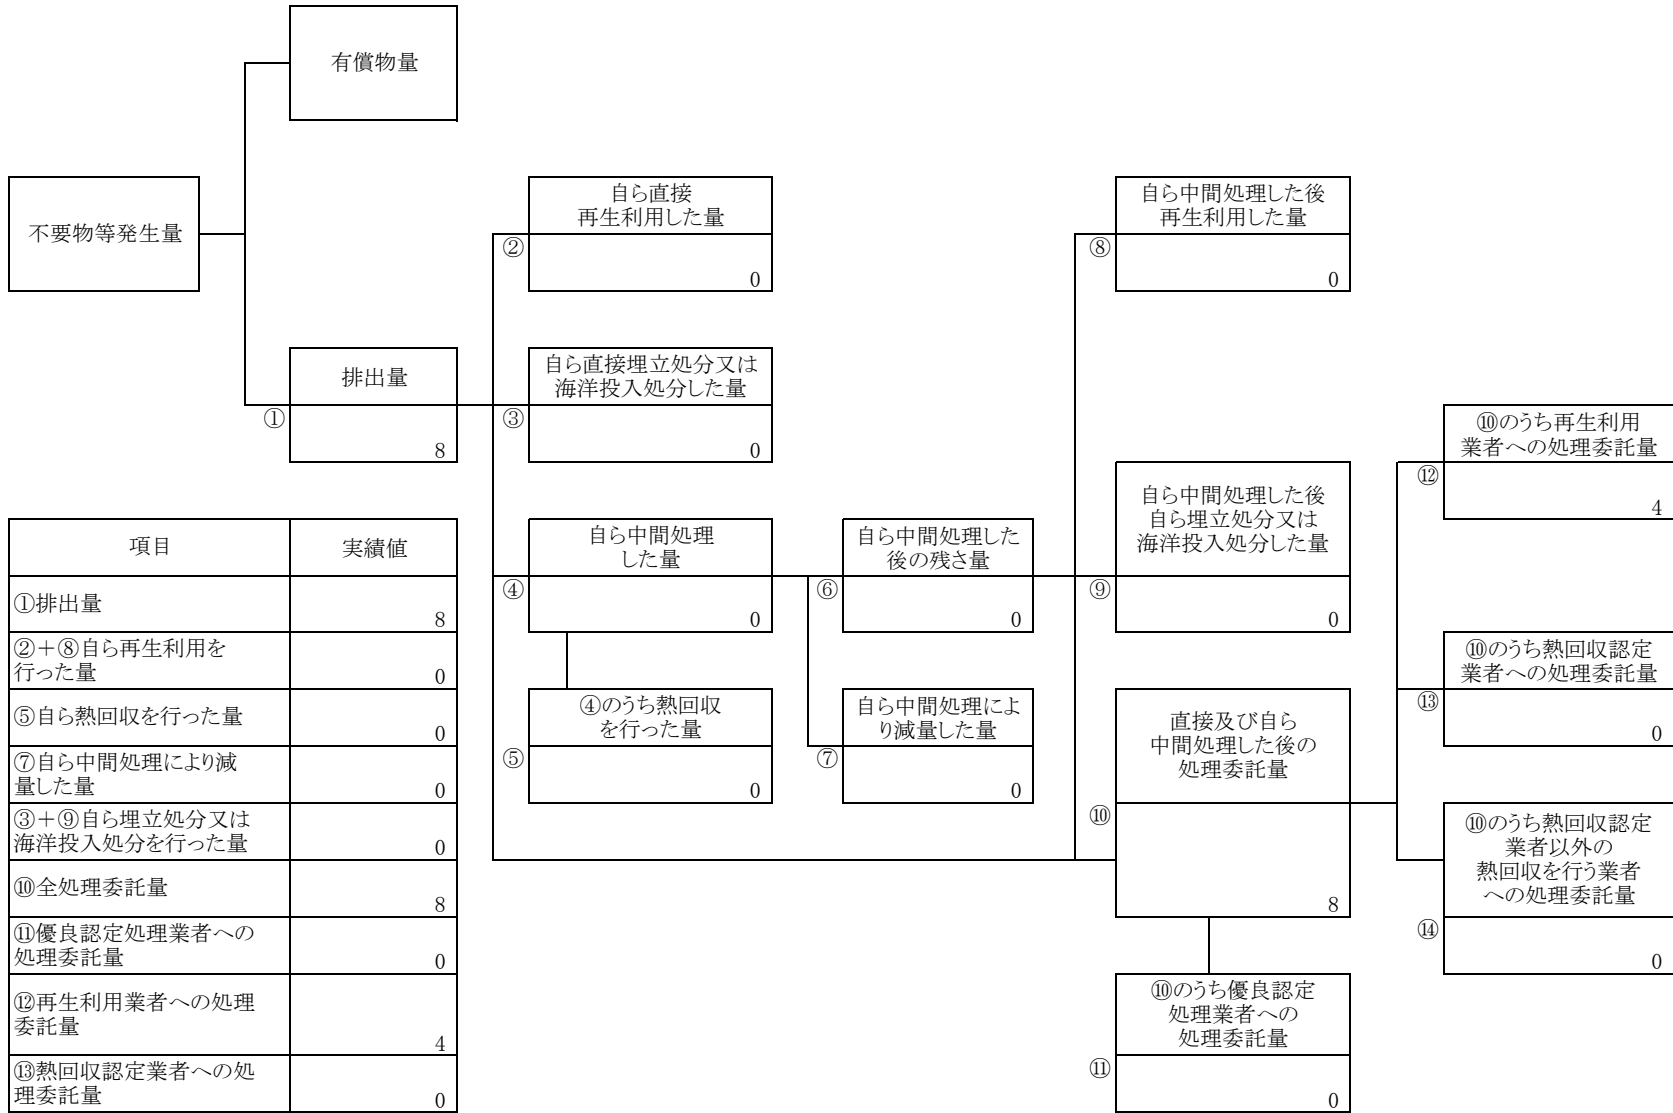 有償物量
不要物等発生量
自ら直接
再生利用した量
②
0
自ら中間処理した後
再生利用した量
⑧
0
排出量
①
8
自ら直接埋立処分又は
海洋投入処分した量
③
0
⑩のうち再生利用
業者への処理委託量
⑫
4
自ら中間処理
した量
④
0
自ら中間処理した
後の残さ量
⑥
0
自ら中間処理した後
自ら埋立処分又は
海洋投入処分した量
⑨
0
⑩のうち熱回収認定
業者への処理委託量
⑬
0
④のうち熱回収
を行った量
⑤
0
自ら中間処理によ
り減量した量
⑦
0
直接及び自ら
中間処理した後の
処理委託量
⑩
8
⑩のうち熱回収認定
業者以外の
熱回収を行う業者
への処理委託量
⑭
0
⑩のうち優良認定
処理業者への
処理委託量
⑪
0
項目 実績値
①排出量 8
②+⑧自ら再生利用を
行った量 0
⑤自ら熱回収を行った量 0
⑦自ら中間処理により減
量した量 0
③+⑨自ら埋立処分又は
海洋投入処分を行った量 0
⑩全処理委託量 8
⑪優良認定処理業者への
処理委託量 0
⑫再生利用業者への処理
委託量 4
⑬熱回収認定業者への処
理委託量 0